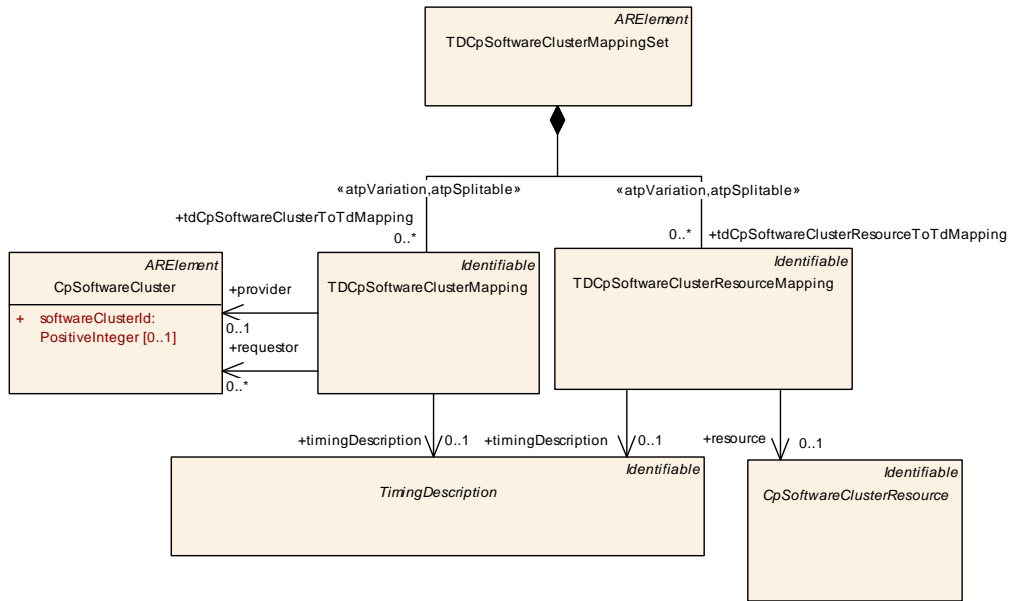 ARElement
TDCpSoftwareClusterMappingSet
«atpVariation,atpSplitable»
«atpVariation,atpSplitable»
+tdCpSoftwareClusterToTdMapping
0..*
0..*
+tdCpSoftwareClusterResourceToTdMapping
ARElement
CpSoftwareCluster
+ softwareClusterId:
PositiveInteger [0..1]
+provider
0..1
+requestor
0..*
Identifiable
TDCpSoftwareClusterMapping
Identifiable
TDCpSoftwareClusterResourceMapping
+timingDescription
0..1
+timingDescription
0..1
+resource
0..1
Identifiable
TimingDescription
Identifiable
CpSoftwareClusterResource